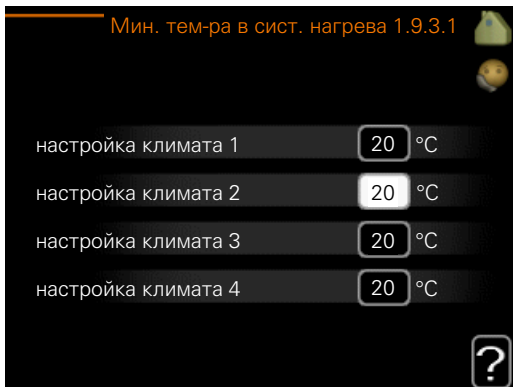 Мин. тем-ра в сист. нагрева 1.9.3.1
настройка климата 1 20 °C
настройка климата 2 20 °C
настройка климата 3 20 °C
настройка климата 4 20 °C
?